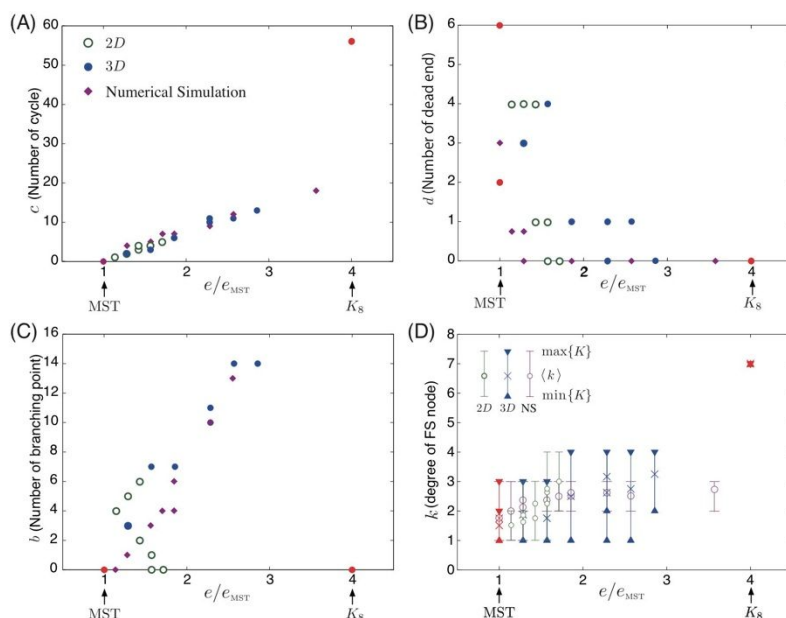 (A)
c (Number of cycle)
60
50
40
30
20
10
0
2D
3D
Numerical Simulation
1
2
3
4
e/e_MST
MST
K₈
(B)
d (Number of dead end)
6
5
4
3
2
1
0
1
2
3
4
e/e_MST
MST
K₈
(C)
b (Number of branching point)
16
14
12
10
8
6
4
2
0
1
2
3
4
e/e_MST
MST
K₈
(D)
k (degree of FS node)
8
7
6
5
4
3
2
1
0
max{K}
⟨k⟩
min{K}
2D 3D NS
1
2
3
4
e/e_MST
MST
K₈